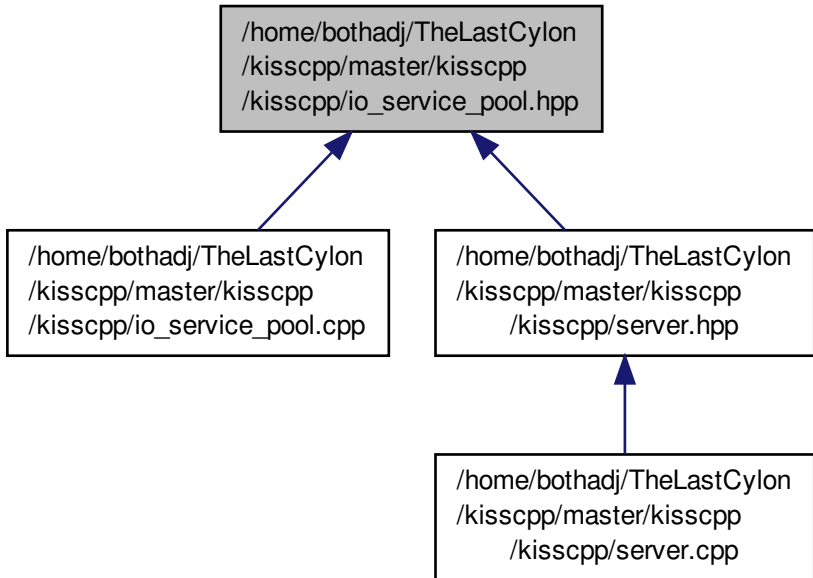 /home/bothadj/TheLastCylon
/kisscpp/master/kisscpp
/kisscpp/io_service_pool.hpp
/home/bothadj/TheLastCylon
/kisscpp/master/kisscpp
/kisscpp/io_service_pool.cpp
/home/bothadj/TheLastCylon
/kisscpp/master/kisscpp
/kisscpp/server.hpp
/home/bothadj/TheLastCylon
/kisscpp/master/kisscpp
/kisscpp/server.cpp